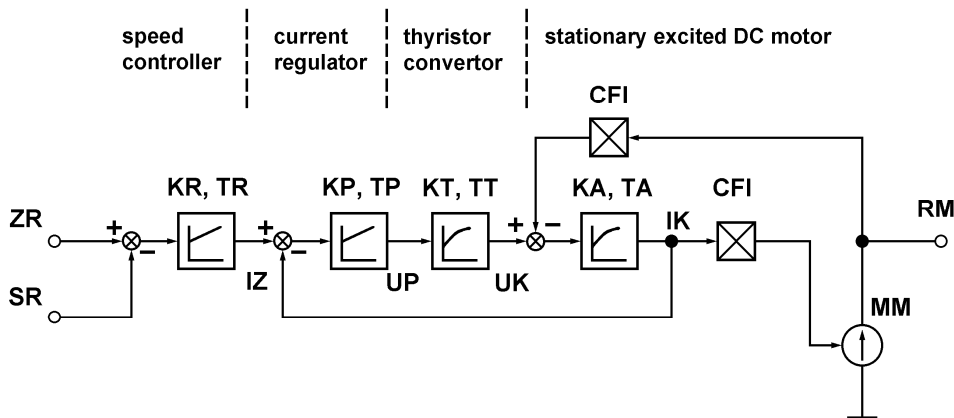 speed
controller
current
regulator
thyristor
convertor
stationary excited DC motor
CFI
KR, TR
KP, TP
KT, TT
KA, TA
CFI
ZR
+
−
+
−
+
−
IK
RM
IZ
UP
UK
SR
MM